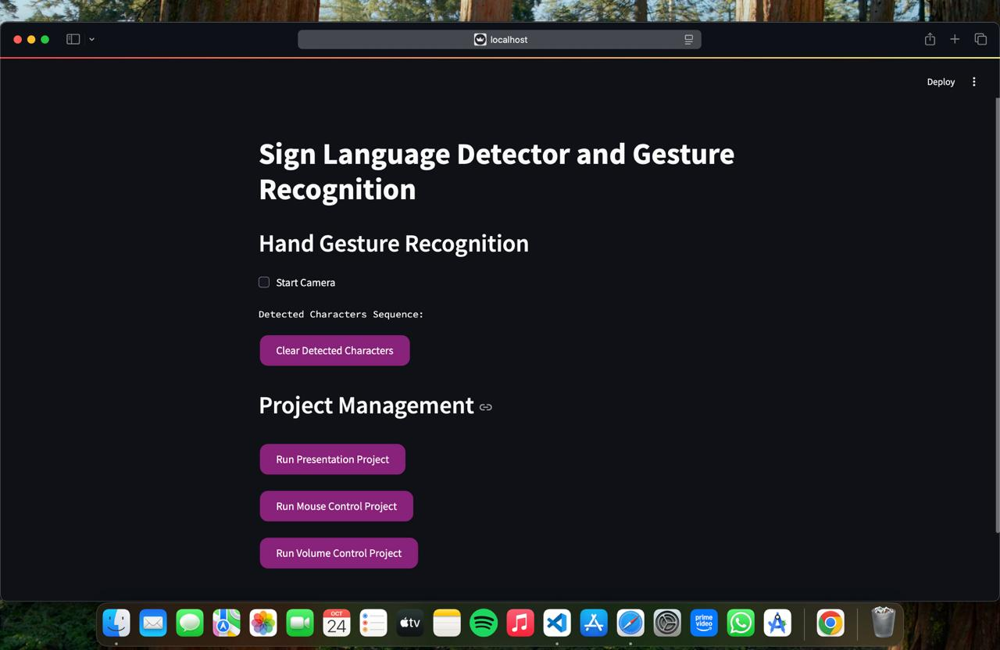 localhost
Deploy
Sign Language Detector and Gesture
Recognition
Hand Gesture Recognition
Start Camera
Detected Characters Sequence:
Clear Detected Characters
Project Management
Run Presentation Project
Run Mouse Control Project
Run Volume Control Project
OCT
24
tv
prime
video